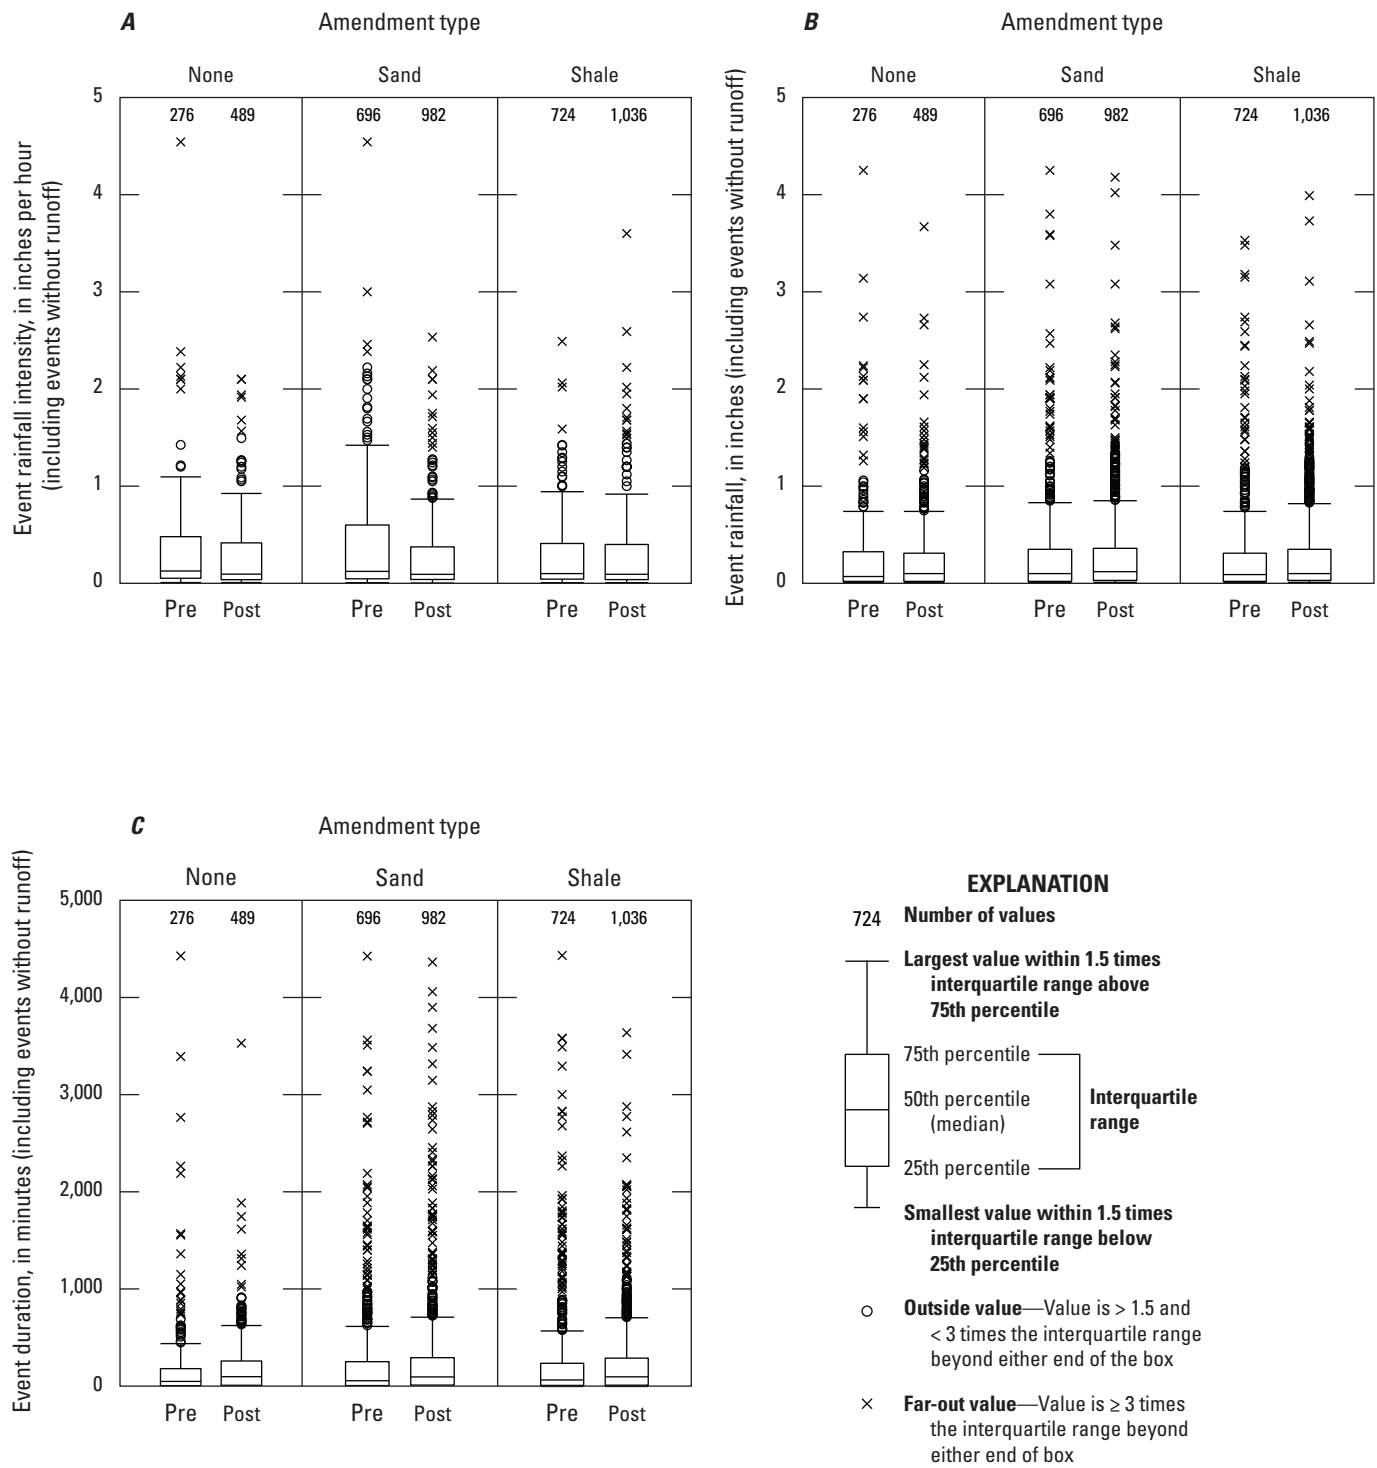 A
Amendment type
None
Sand
Shale
276
489
696
982
724
1,036
5
4
3
2
1
0
Event rainfall intensity, in inches per hour
(including events without runoff)
Pre
Post
Pre
Post
Pre
Post
B
Amendment type
None
Sand
Shale
276
489
696
982
724
1,036
5
4
3
2
1
0
Event rainfall, in inches (including events without runoff)
Pre
Post
Pre
Post
Pre
Post
C
Amendment type
None
Sand
Shale
276
489
696
982
724
1,036
5,000
4,000
3,000
2,000
1,000
0
Event duration, in minutes (including events without runoff)
Pre
Post
Pre
Post
Pre
Post
EXPLANATION
724 Number of values
Largest value within 1.5 times
interquartile range above
75th percentile
75th percentile
50th percentile
(median)
25th percentile
Interquartile
range
Smallest value within 1.5 times
interquartile range below
25th percentile
Outside value—Value is > 1.5 and
< 3 times the interquartile range
beyond either end of the box
Far-out value—Value is ≥ 3 times
the interquartile range beyond
either end of box